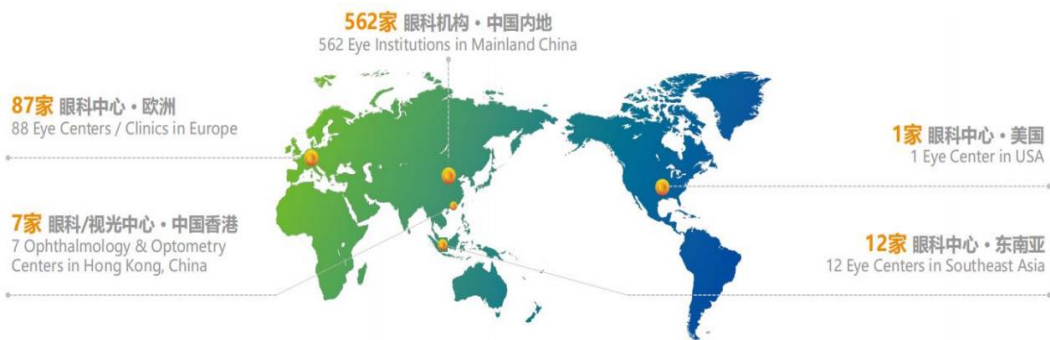 562家 眼科机构·中国内地
562 Eye Institutions in Mainland China
87家 眼科中心·欧洲
88 Eye Centers / Clinics in Europe
1家 眼科中心·美国
1 Eye Center in USA
7家 眼科/视光中心·中国香港
7 Ophthalmology & Optometry
Centers in Hong Kong, China
12家 眼科中心·东南亚
12 Eye Centers in Southeast Asia